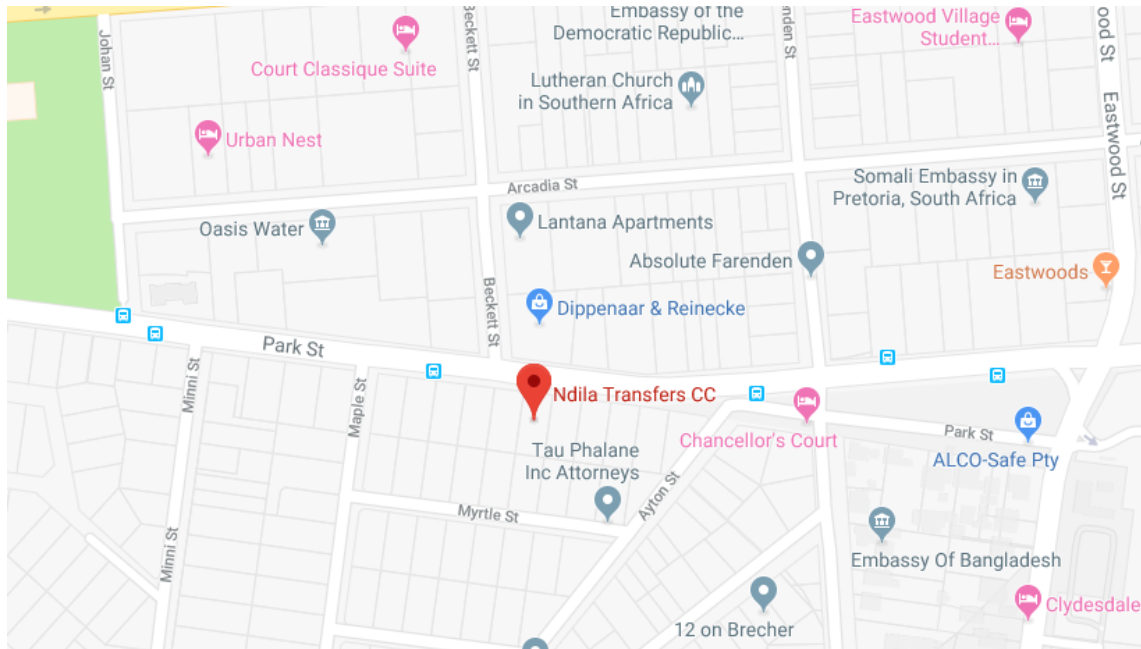 Johan St
Court Classique Suite
Beckett St
Embassy of the
Democratic Republic...
nden St
Eastwood Village
Student...
ood St
Eastwood St
Lutheran Church
in Southern Africa
Urban Nest
Arcadia St
Somali Embassy in
Pretoria, South Africa
Oasis Water
Lantana Apartments
Absolute Farenden
Eastwoods
Beckett St
Dippenaar & Reinecke
Park St
Minni St
Maple St
Ndila Transfers CC
Chancellor's Court
Park St
Tau Phalane
Inc Attorneys
ALCO-Safe Pty
Ayton St
Myrtle St
Minni St
Embassy Of Bangladesh
Clydesdale
12 on Brecher